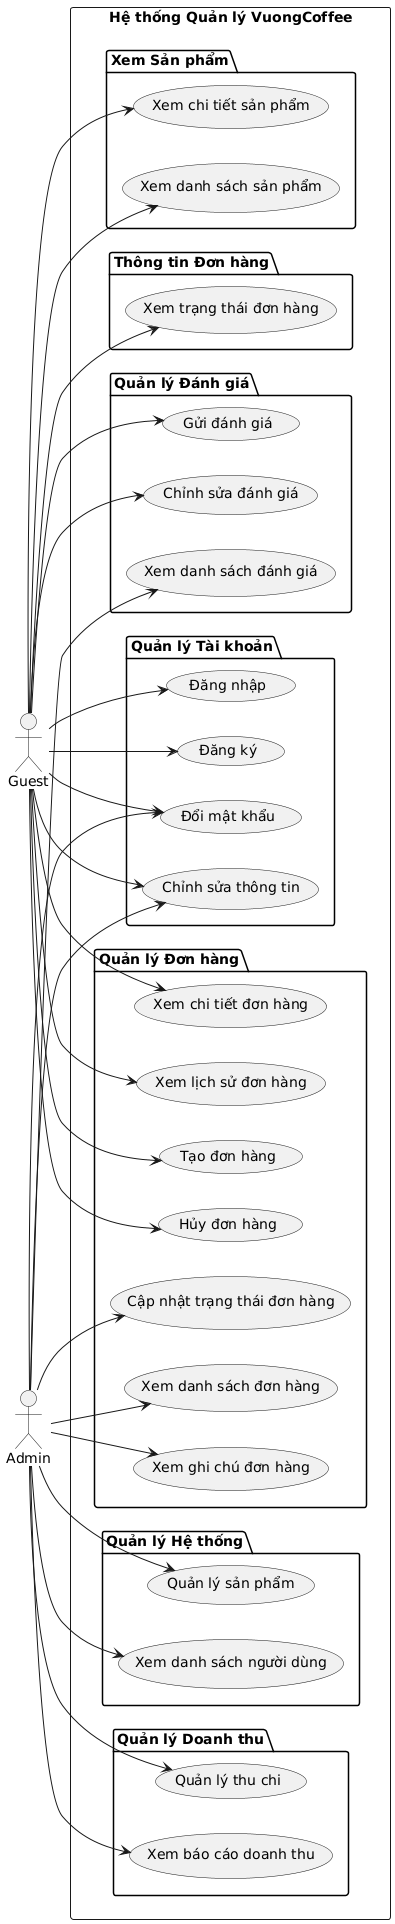 Hệ thống Quản lý VuongCoffee
Xem Sản phẩm
Xem chi tiết sản phẩm
Xem danh sách sản phẩm
Thông tin Đơn hàng
Xem trạng thái đơn hàng
Quản lý Đánh giá
Gửi đánh giá
Chỉnh sửa đánh giá
Xem danh sách đánh giá
Quản lý Tài khoản
Đăng nhập
Đăng ký
Guest
Đổi mật khẩu
Chỉnh sửa thông tin
Quản lý Đơn hàng
Xem chi tiết đơn hàng
Xem lịch sử đơn hàng
Tạo đơn hàng
Hủy đơn hàng
Cập nhật trạng thái đơn hàng
Xem danh sách đơn hàng
Admin
Xem ghi chú đơn hàng
Quản lý Hệ thống
Quản lý sản phẩm
Xem danh sách người dùng
Quản lý Doanh thu
Quản lý thu chi
Xem báo cáo doanh thu